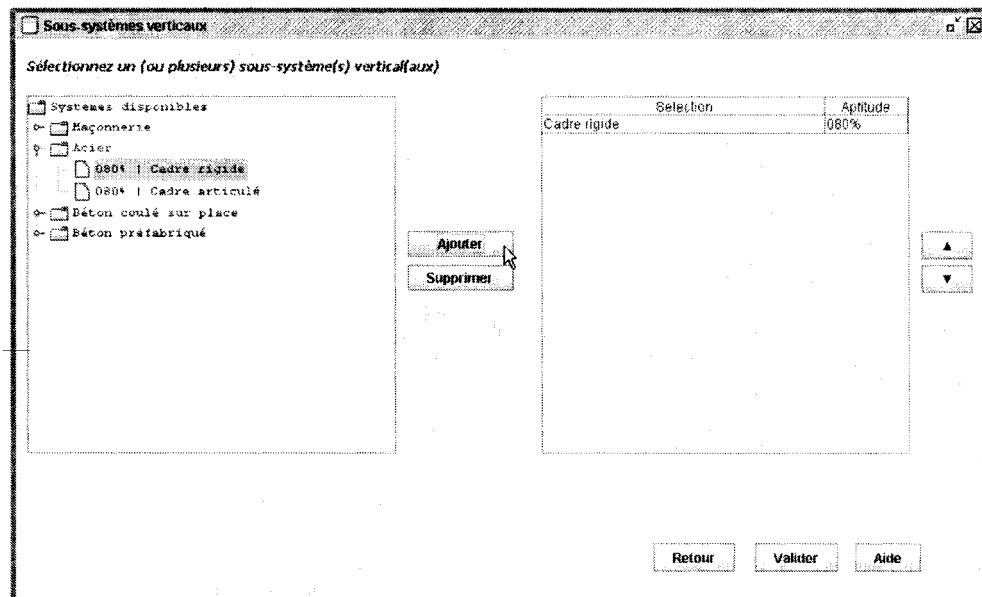 Sous-systèmes verticaux
Sélectionnez un (ou plusieurs) sous-système(s) vertical(aux)
Systemes disponibles
Maçonnerie
Acier
080% | Cadre rigide
080% | Cadre articulé
Béton coulé sur place
Béton préfabriqué
Ajouter
Supprimer
Selection Aptitude
Cadre rigide 080%
Retour Valider Aide